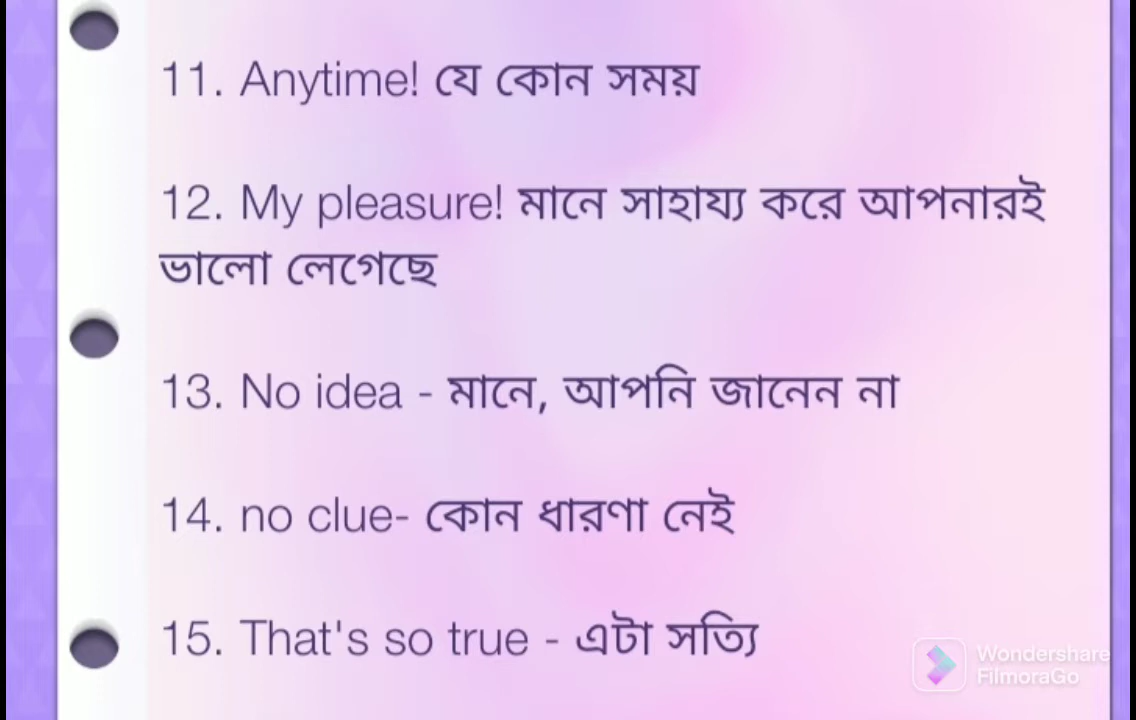 11. Anytime! যে কোন সময়
12. My pleasure! মানে সাহায্য করে আপনারই
ভালো লেগেছে
13. No idea - মানে, আপনি জানেন না
14. no clue- কোন ধারণা নেই
15. That's so true - এটা সত্যি
Wondershare
FilmoraGo